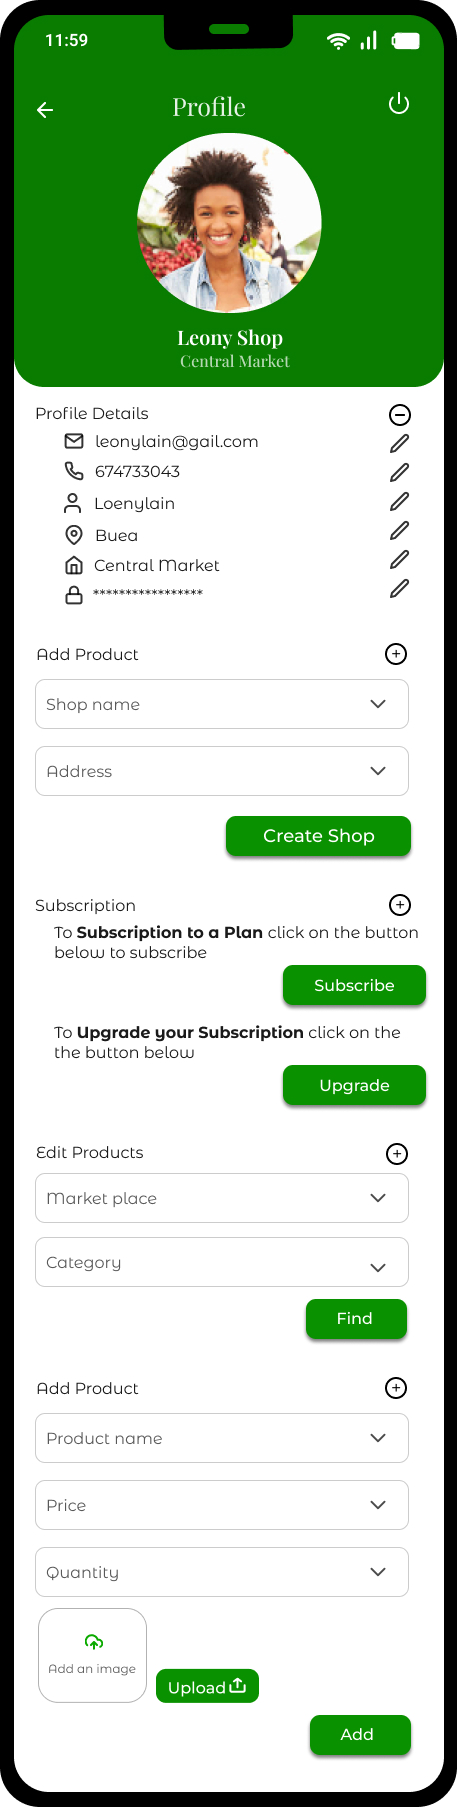 11:59
Profile
Leony Shop
Central Market
Profile Details
leonylain@gail.com
674733043
Loenylain
Buea
Central Market
*****************
Add Product
Shop name
Address
Create Shop
Subscription
To Subscription to a Plan click on the button
below to subscribe
Subscribe
To Upgrade your Subscription click on the
the button below
Upgrade
Edit Products
Market place
Category
Find
Add Product
Product name
Price
Quantity
Add an image
Upload
Add